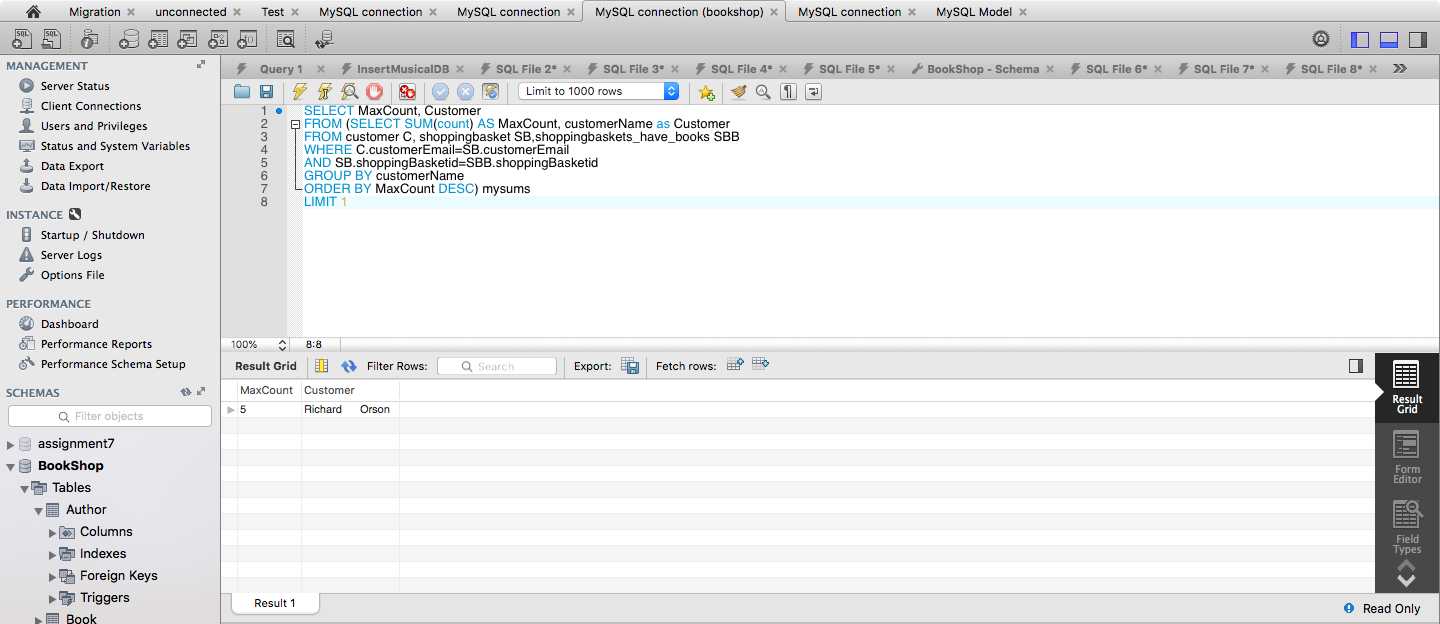 Migration unconnected Test MySQL connection MySQL connection MySQL connection (bookshop) MySQL connection MySQL Model
MANAGEMENT
Server Status
Client Connections
Users and Privileges
Status and System Variables
Data Export
Data Import/Restore
INSTANCE
Startup / Shutdown
Server Logs
Options File
PERFORMANCE
Dashboard
Performance Reports
Performance Schema Setup
SCHEMAS
Filter objects
assignment7
BookShop
Tables
Author
Columns
Indexes
Foreign Keys
Triggers
Book
Query 1 InsertMusicalDB SQL File 2* SQL File 3* SQL File 4* SQL File 5* BookShop - Schema SQL File 6* SQL File 7* SQL File 8*
Limit to 1000 rows
1 SELECT MaxCount, Customer
2 FROM (SELECT SUM(count) AS MaxCount, customerName as Customer
3 FROM customer C, shoppingbasket SB,shoppingbaskets_have_books SBB
4 WHERE C.customerEmail=SB.customerEmail
5 AND SB.shoppingBasketid=SBB.shoppingBasketid
6 GROUP BY customerName
7 ORDER BY MaxCount DESC) mysums
8 LIMIT 1
100% 8:8
Result Grid Filter Rows: Search Export: Fetch rows:
MaxCount Customer
5 Richard Orson
Result
Grid
Form
Editor
Field
Types
Result 1
Read Only